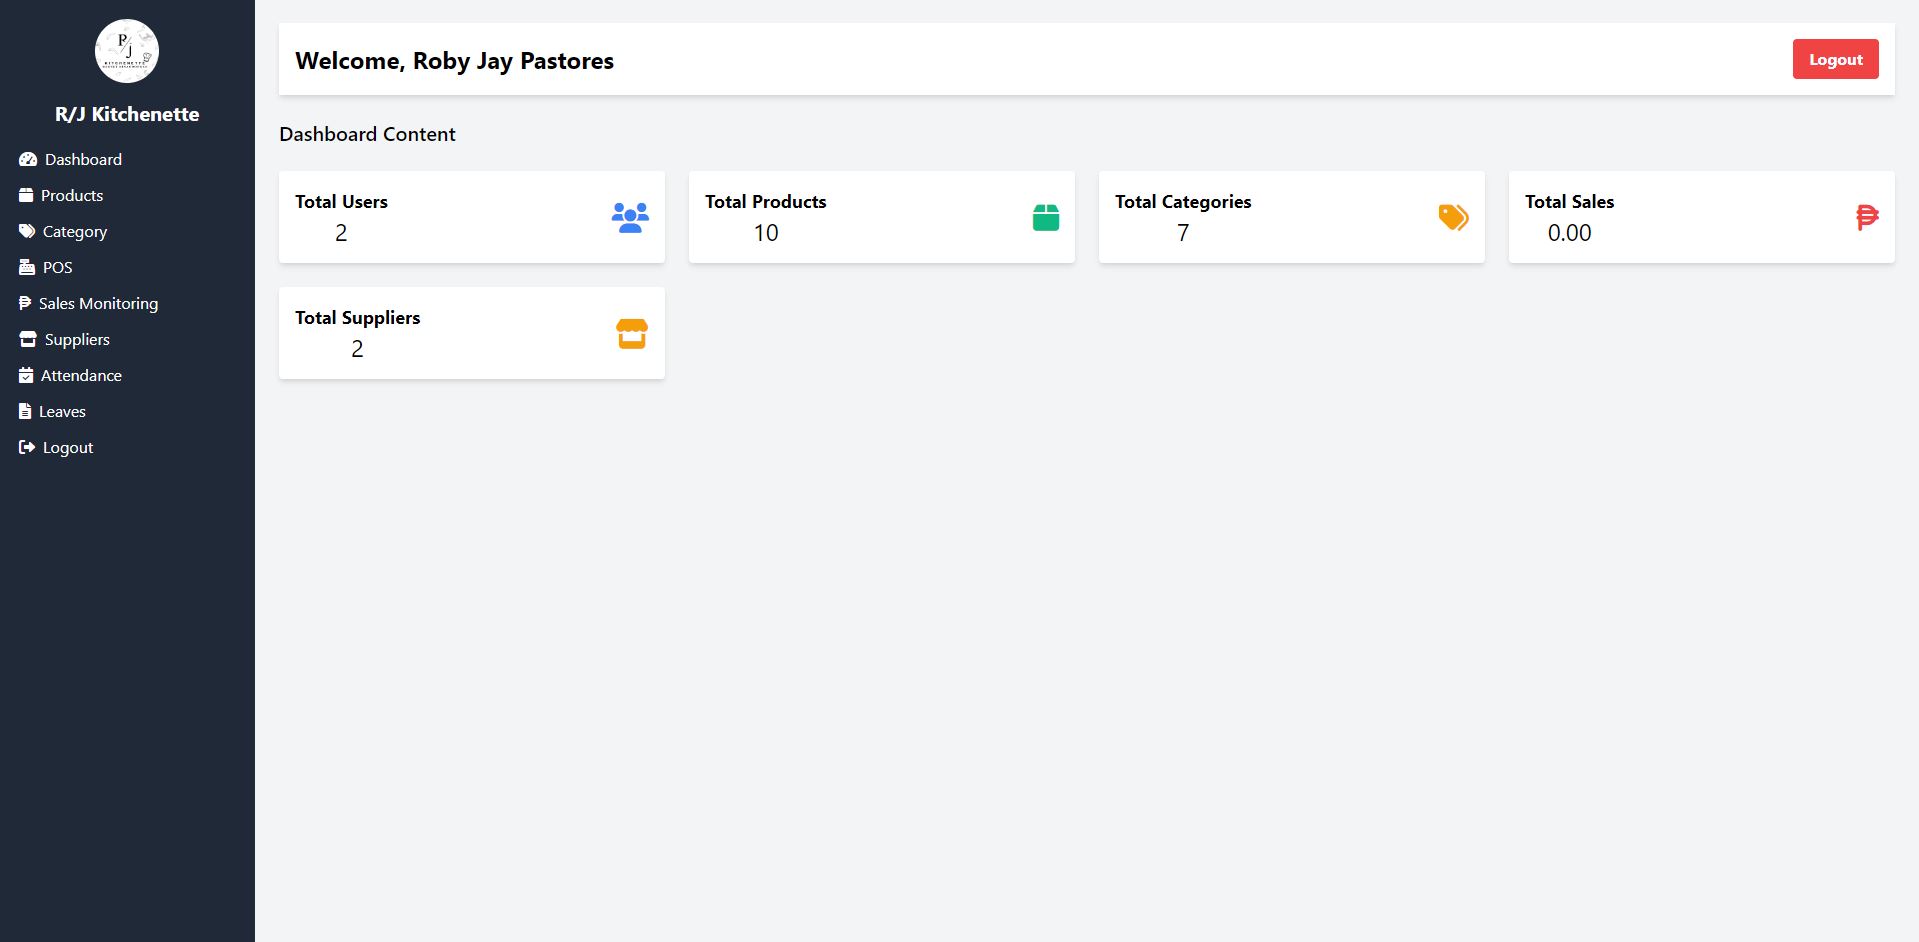 R/J
KITCHENETTE
R/J Kitchenette
Dashboard
Products
Category
POS
Sales Monitoring
Suppliers
Attendance
Leaves
Logout
Welcome, Roby Jay Pastores
Logout
Dashboard Content
Total Users
2
Total Products
10
Total Categories
7
Total Sales
0.00
Total Suppliers
2